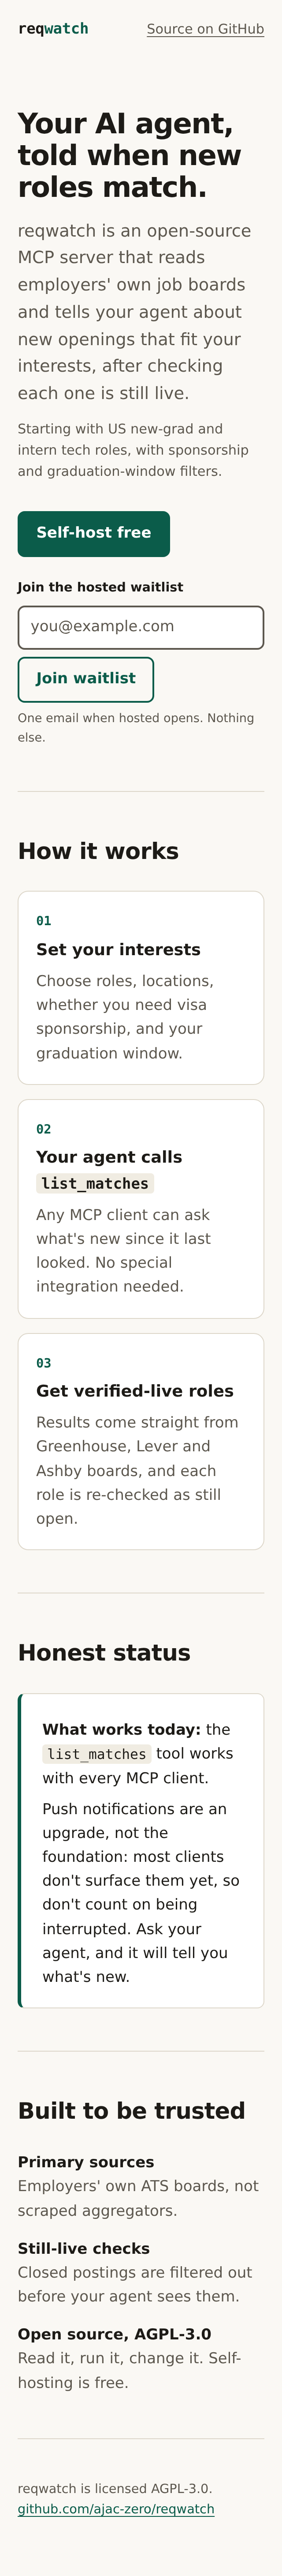 reqwatch
Source on GitHub
Your AI agent,
told when new
roles match.
reqwatch is an open-source
MCP server that reads
employers' own job boards
and tells your agent about
new openings that fit your
interests, after checking
each one is still live.
Starting with US new-grad and
intern tech roles, with sponsorship
and graduation-window filters.
Self-host free
Join the hosted waitlist
you@example.com
Join waitlist
One email when hosted opens. Nothing
else.
How it works
01
Set your interests
Choose roles, locations,
whether you need visa
sponsorship, and your
graduation window.
02
Your agent calls
list_matches
Any MCP client can ask
what's new since it last
looked. No special
integration needed.
03
Get verified-live roles
Results come straight from
Greenhouse, Lever and
Ashby boards, and each
role is re-checked as still
open.
Honest status
What works today: the
list_matches tool works
with every MCP client.
Push notifications are an
upgrade, not the
foundation: most clients
don't surface them yet, so
don't count on being
interrupted. Ask your
agent, and it will tell you
what's new.
Built to be trusted
Primary sources
Employers' own ATS boards, not
scraped aggregators.
Still-live checks
Closed postings are filtered out
before your agent sees them.
Open source, AGPL-3.0
Read it, run it, change it. Self-
hosting is free.
reqwatch is licensed AGPL-3.0.
github.com/ajac-zero/reqwatch